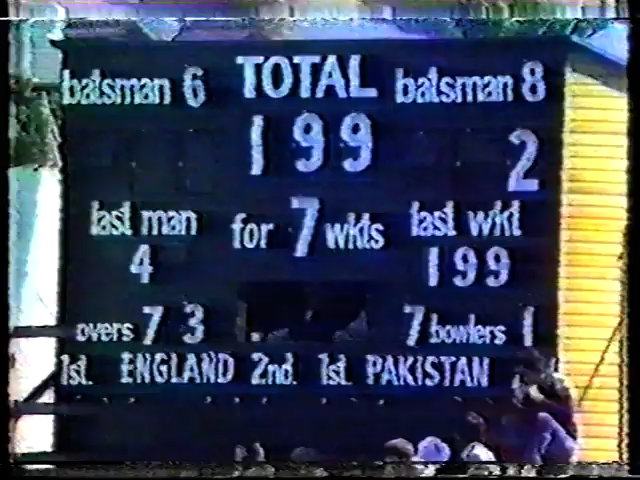 batsman 6 TOTAL batsman 8
199 2
last man for 7 wkts last wkt
4 199
overs 73 7 bowlers 1
1st. ENGLAND 2nd. 1st. PAKISTAN